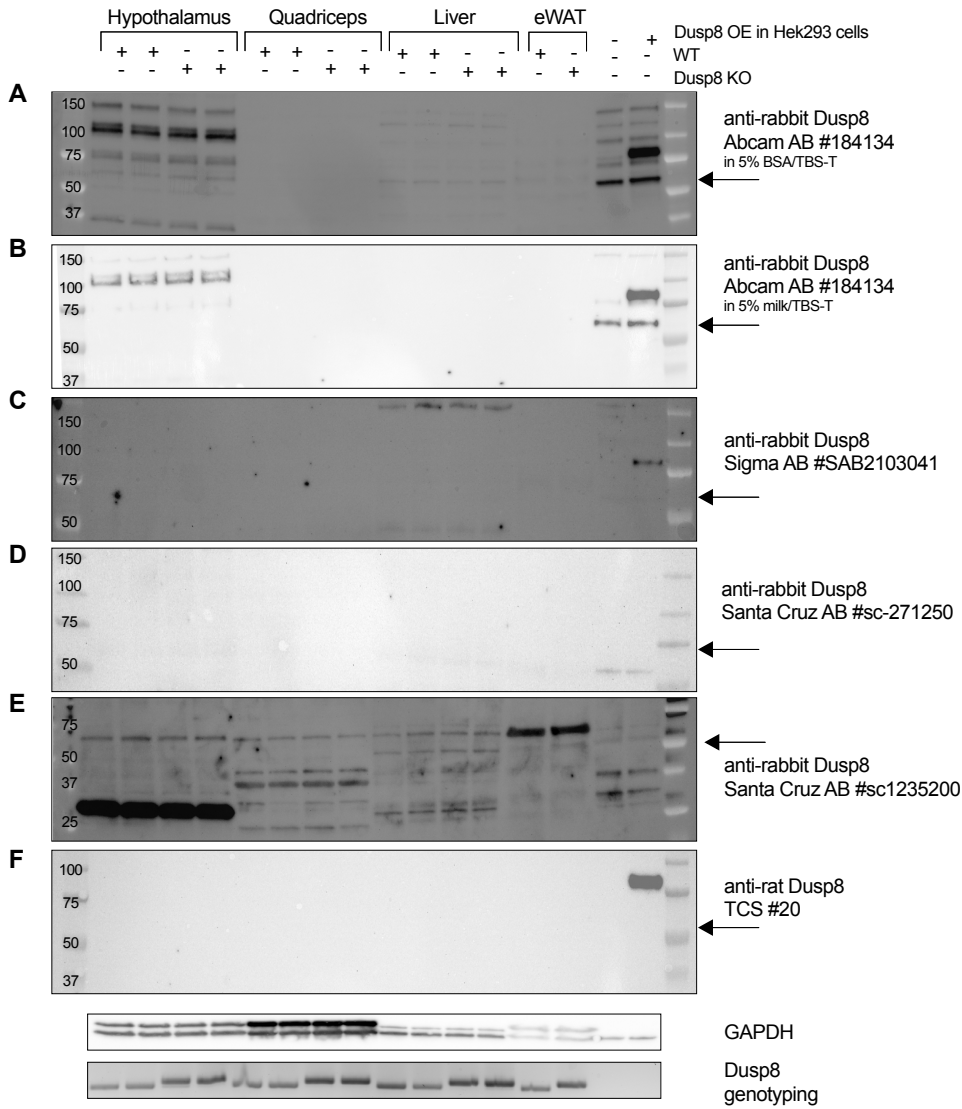 Hypothalamus Quadriceps Liver eWAT
- + Dusp8 OE in Hek293 cells
+ + - - + + - - + + - - + - - - WT
- - + + - - + + - - + + - + - - Dusp8 KO
A
150
100
75
50
37
anti-rabbit Dusp8
Abcam AB #184134
in 5% BSA/TBS-T
B
150
100
75
50
37
anti-rabbit Dusp8
Abcam AB #184134
in 5% milk/TBS-T
C
150
100
75
50
anti-rabbit Dusp8
Sigma AB #SAB2103041
D
150
100
75
50
anti-rabbit Dusp8
Santa Cruz AB #sc-271250
E
75
50
37
25
anti-rabbit Dusp8
Santa Cruz AB #sc1235200
F
100
75
50
37
anti-rat Dusp8
TCS #20
GAPDH
Dusp8
genotyping